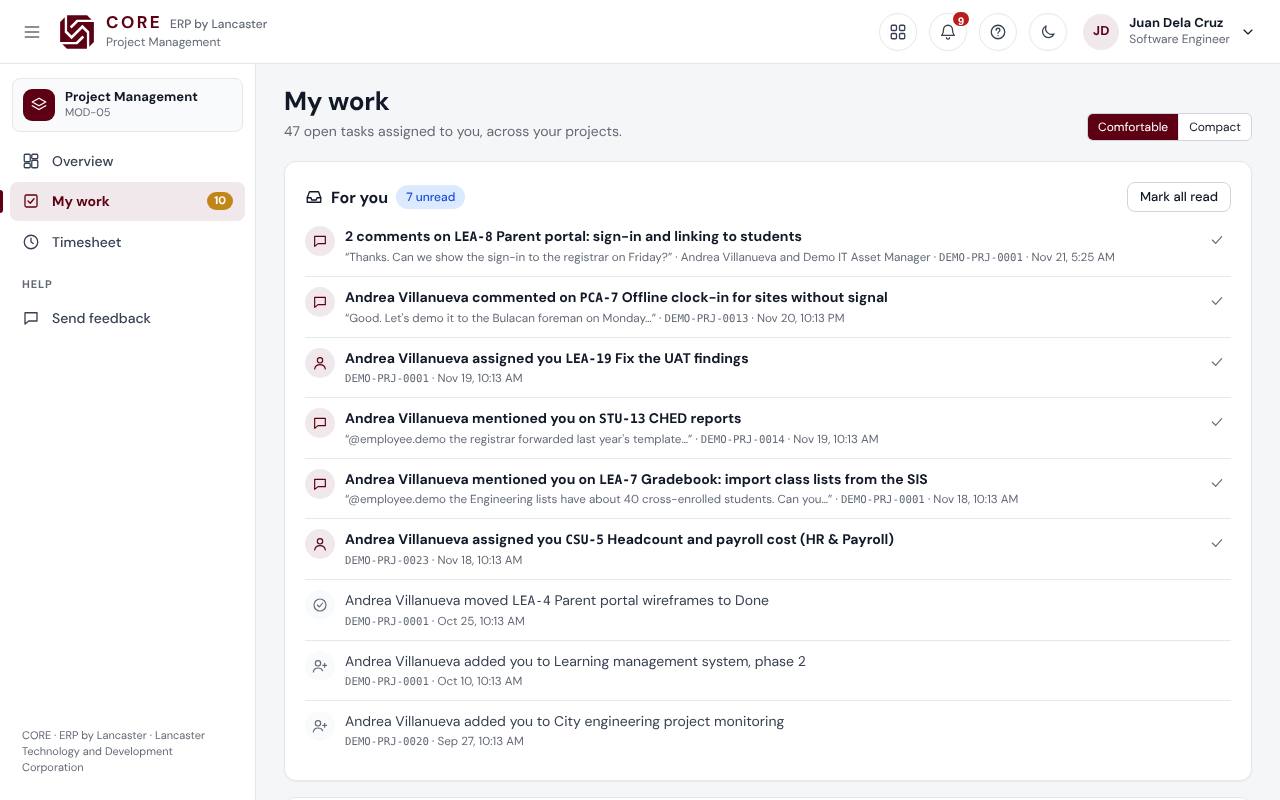 CORE ERP by Lancaster
Project Management
9
JD
Juan Dela Cruz
Software Engineer
Project Management
MOD-05
Overview
My work 10
Timesheet
HELP
Send feedback
CORE · ERP by Lancaster · Lancaster
Technology and Development
Corporation
My work
47 open tasks assigned to you, across your projects.
Comfortable Compact
For you 7 unread Mark all read
2 comments on LEA-8 Parent portal: sign-in and linking to students
“Thanks. Can we show the sign-in to the registrar on Friday?” · Andrea Villanueva and Demo IT Asset Manager · DEMO-PRJ-0001 · Nov 21, 5:25 AM
Andrea Villanueva commented on PCA-7 Offline clock-in for sites without signal
“Good. Let's demo it to the Bulacan foreman on Monday…” · DEMO-PRJ-0013 · Nov 20, 10:13 PM
Andrea Villanueva assigned you LEA-19 Fix the UAT findings
DEMO-PRJ-0001 · Nov 19, 10:13 AM
Andrea Villanueva mentioned you on STU-13 CHED reports
“@employee.demo the registrar forwarded last year's template…” · DEMO-PRJ-0014 · Nov 19, 10:13 AM
Andrea Villanueva mentioned you on LEA-7 Gradebook: import class lists from the SIS
“@employee.demo the Engineering lists have about 40 cross-enrolled students. Can you…” · DEMO-PRJ-0001 · Nov 18, 10:13 AM
Andrea Villanueva assigned you CSU-5 Headcount and payroll cost (HR & Payroll)
DEMO-PRJ-0023 · Nov 18, 10:13 AM
Andrea Villanueva moved LEA-4 Parent portal wireframes to Done
DEMO-PRJ-0001 · Oct 25, 10:13 AM
Andrea Villanueva added you to Learning management system, phase 2
DEMO-PRJ-0001 · Oct 10, 10:13 AM
Andrea Villanueva added you to City engineering project monitoring
DEMO-PRJ-0020 · Sep 27, 10:13 AM